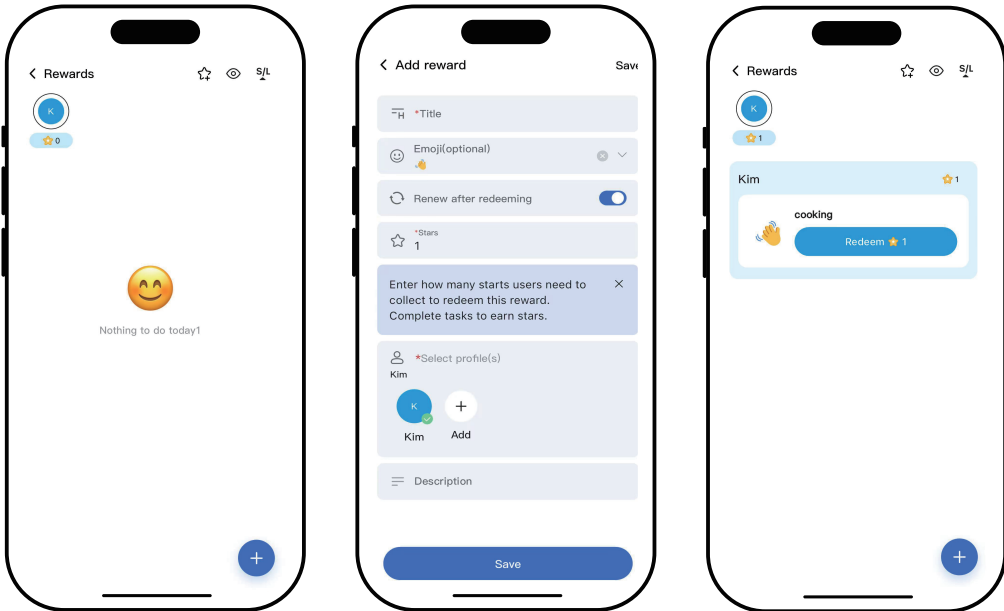 Rewards
S/L
K
0
Nothing to do today1
+
Add reward
Save
*Title
Emoji(optional)
Renew after redeeming
*Stars
1
Enter how many starts users need to
collect to redeem this reward.
Complete tasks to earn stars.
*Select profile(s)
Kim
K
+
Kim
Add
Description
Save
Rewards
S/L
K
1
Kim
1
cooking
Redeem ⭐ 1
+